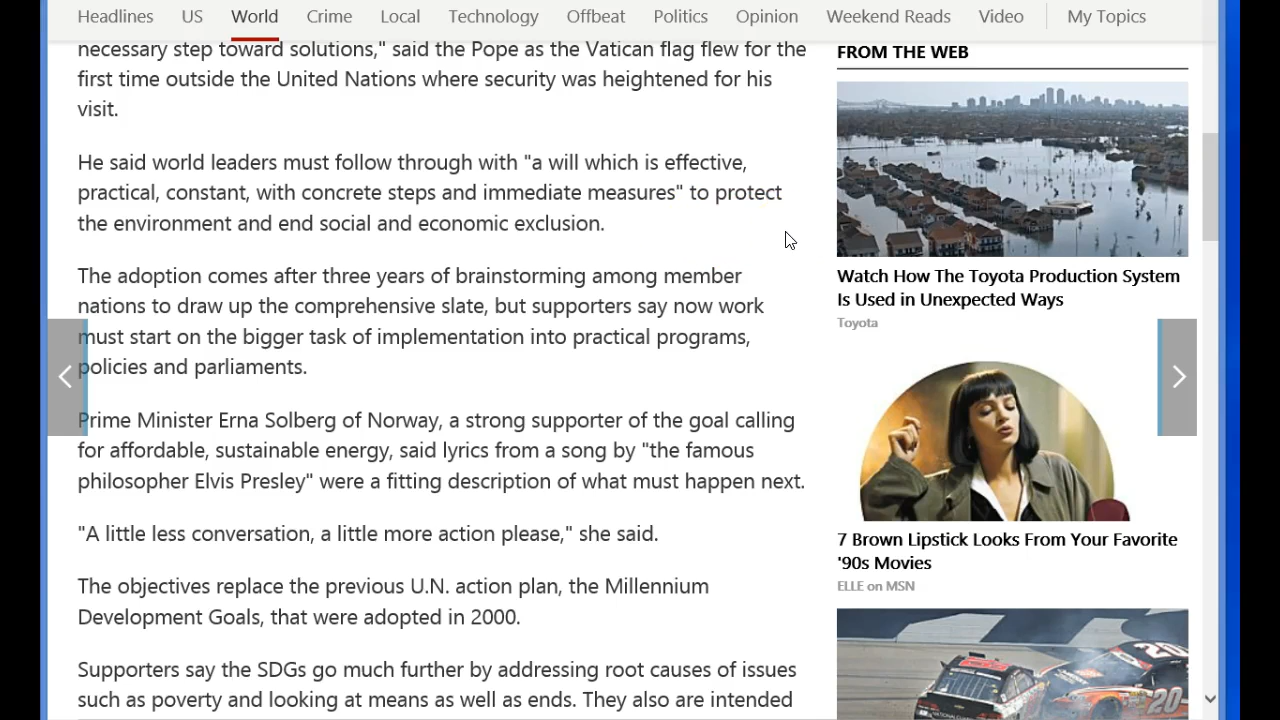 Headlines US World Crime Local Technology Offbeat Politics Opinion Weekend Reads Video My Topics
necessary step toward solutions," said the Pope as the Vatican flag flew for the
first time outside the United Nations where security was heightened for his
visit.
He said world leaders must follow through with "a will which is effective,
practical, constant, with concrete steps and immediate measures" to protect
the environment and end social and economic exclusion.
The adoption comes after three years of brainstorming among member
nations to draw up the comprehensive slate, but supporters say now work
must start on the bigger task of implementation into practical programs,
policies and parliaments.
Prime Minister Erna Solberg of Norway, a strong supporter of the goal calling
for affordable, sustainable energy, said lyrics from a song by "the famous
philosopher Elvis Presley" were a fitting description of what must happen next.
"A little less conversation, a little more action please," she said.
The objectives replace the previous U.N. action plan, the Millennium
Development Goals, that were adopted in 2000.
Supporters say the SDGs go much further by addressing root causes of issues
such as poverty and looking at means as well as ends. They also are intended
FROM THE WEB
Watch How The Toyota Production System
Is Used in Unexpected Ways
Toyota
7 Brown Lipstick Looks From Your Favorite
'90s Movies
ELLE on MSN
20
20